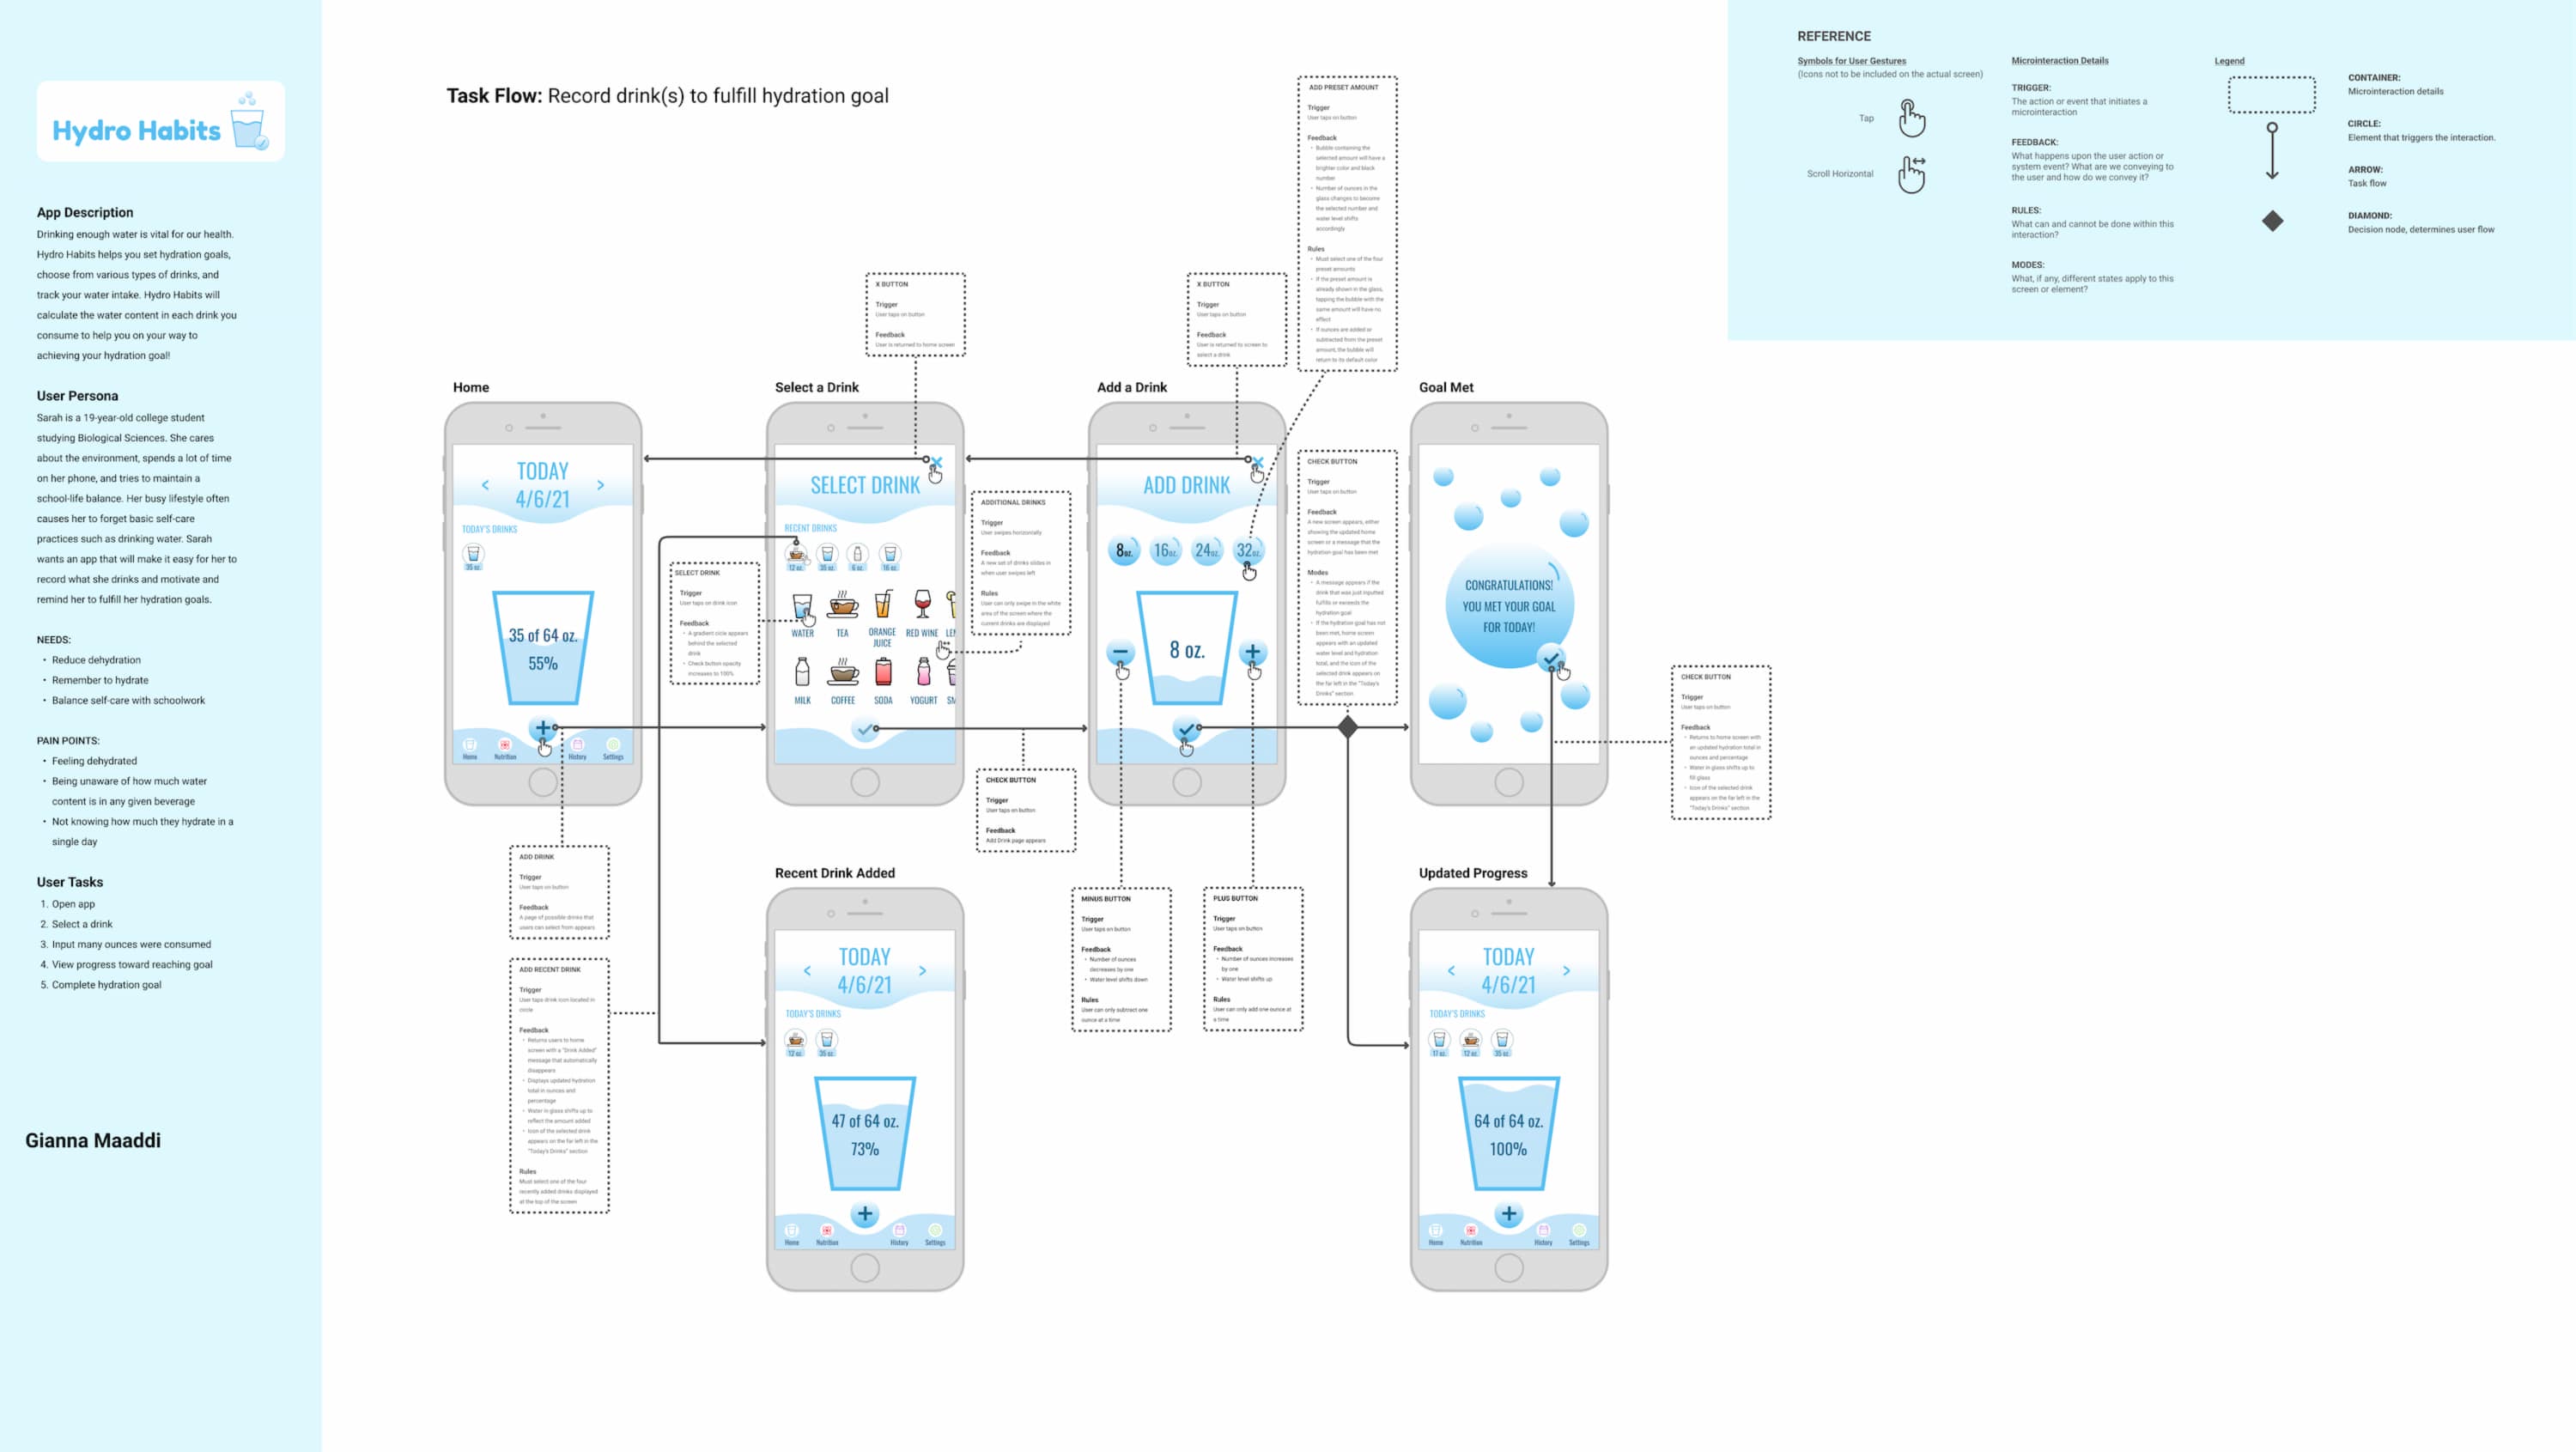 Hydro Habits
App Description
Drinking enough water is vital for our health.
Hydro Habits helps you set hydration goals,
choose from various types of drinks, and
track your water intake. Hydro Habits will
calculate the water content in each drink you
consume to help you on your way to
achieving your hydration goal!
User Persona
Sarah is a 19-year-old college student
studying Biological Sciences. She cares
about the environment, spends a lot of time
on her phone, and tries to maintain a
school-life balance. Her busy lifestyle often
causes her to forget basic self-care
practices such as drinking water. Sarah
wants an app that will make it easy for her to
record what she drinks and motivate and
remind her to fulfill her hydration goals.
NEEDS:
• Reduce dehydration
• Remember to hydrate
• Balance self-care with schoolwork
PAIN POINTS:
• Feeling dehydrated
• Being unaware of how much water
content is in any given beverage
• Not knowing how much they hydrate in a
single day
User Tasks
1. Open app
2. Select a drink
3. Input many ounces were consumed
4. View progress toward reaching goal
5. Complete hydration goal
Gianna Maaddi
Task Flow: Record drink(s) to fulfill hydration goal
REFERENCE
Symbols for User Gestures
(Icons not to be included on the actual screen)
Tap
Scroll Horizontal
Microinteraction Details
TRIGGER:
The action or event that initiates a
microinteraction
FEEDBACK:
What happens upon the user action or
system event? What are we conveying to
the user and how do we convey it?
RULES:
What can and cannot be done within this
interaction?
MODES:
What, if any, different states apply to this
screen or element?
Legend
CONTAINER:
Microinteraction details
CIRCLE:
Element that triggers the interaction.
ARROW:
Task flow
DIAMOND:
Decision node, determines user flow
Home
TODAY
< 4/6/21 >
TODAY'S DRINKS
35 oz.
35 of 64 oz.
55%
+
Home
Nutrition
History
Settings
ADD DRINK
Trigger
User taps on button
Feedback
A page of possible drinks that
users can select from appears
ADD RECENT DRINK
Trigger
User taps drink icon located in
circle
Feedback
• Returns users to home
screen with a "Drink Added"
message that automatically
disappears
• Displays updated hydration
total in ounces and
percentage
• Water in glass shifts up to
reflect the amount added
• Icon of the selected drink
appears on the far left in the
"Today's Drinks" section
Rules
Must select one of the four
recently added drinks displayed
at the top of the screen
X BUTTON
Trigger
User taps on button
Feedback
User is returned to home screen
Select a Drink
SELECT DRINK
RECENT DRINKS
12 oz.
35 oz.
6 oz.
16 oz.
WATER
TEA
ORANGE
JUICE
RED WINE
LE
MILK
COFFEE
SODA
YOGURT
SM
SELECT DRINK
Trigger
User taps on drink icon
Feedback
• A gradient circle appears
behind the selected
drink
• Check button opacity
increases to 100%
ADDITIONAL DRINKS
Trigger
User swipes horizontally
Feedback
A new set of drinks slides in
when user swipes left
Rules
User can only swipe in the white
area of the screen where the
current drinks are displayed
CHECK BUTTON
Trigger
User taps on button
Feedback
Add Drink page appears
Recent Drink Added
TODAY
< 4/6/21 >
TODAY'S DRINKS
12 oz.
35 oz.
47 of 64 oz.
73%
+
Home
Nutrition
History
Settings
X BUTTON
Trigger
User taps on button
Feedback
User is returned to screen to
select a drink
Add a Drink
ADD DRINK
8oz.
16oz.
24oz.
32oz.
8 oz.
MINUS BUTTON
Trigger
User taps on button
Feedback
• Number of ounces
decreases by one
• Water level shifts down
Rules
User can only subtract one
ounce at a time
PLUS BUTTON
Trigger
User taps on button
Feedback
• Number of ounces increases
by one
• Water level shifts up
Rules
User can only add one ounce at
a time
ADD PRESET AMOUNT
Trigger
User taps on button
Feedback
• Bubble containing the
selected amount will have a
brighter color and black
number
• Number of ounces in the
glass changes to become
the selected number and
water level shifts
accordingly
Rules
• Must select one of the four
preset amounts
• If the preset amount is
already shown in the glass,
tapping the bubble with the
same amount will have no
effect
• If ounces are added or
subtracted from the preset
amount, the bubble will
return to its default color
CHECK BUTTON
Trigger
User taps on button
Feedback
A new screen appears, either
showing the updated home
screen or a message that the
hydration goal has been met
Modes
• A message appears if the
drink that was just inputted
fulfills or exceeds the
hydration goal
• If the hydration goal has not
been met, home screen
appears with an updated
water level and hydration
total, and the icon of the
selected drink appears on
the far left in the "Today's
Drinks" section
Goal Met
CONGRATULATIONS!
YOU MET YOUR GOAL
FOR TODAY!
CHECK BUTTON
Trigger
User taps on button
Feedback
• Returns to home screen with
an updated hydration total in
ounces and percentage
• Water in glass shifts up to
fill glass
• Icon of the selected drink
appears on the far left in the
"Today's Drinks" section
Updated Progress
TODAY
< 4/6/21 >
TODAY'S DRINKS
17 oz.
12 oz.
35 oz.
64 of 64 oz.
100%
+
Home
Nutrition
History
Settings